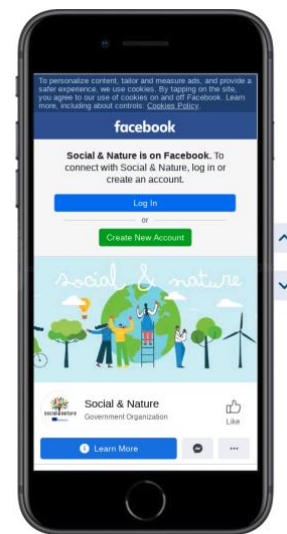 To personalize content, tailor and measure ads, and provide a
safer experience, we use cookies. By tapping on the site,
you agree to our use of cookies on and off Facebook. Learn
more, including about controls: Cookies Policy.
facebook
Social & Nature is on Facebook. To
connect with Social & Nature, log in or
create an account.
Log In
or
Create New Account
social & nature
Social & Nature
Government Organization
Like
Learn More